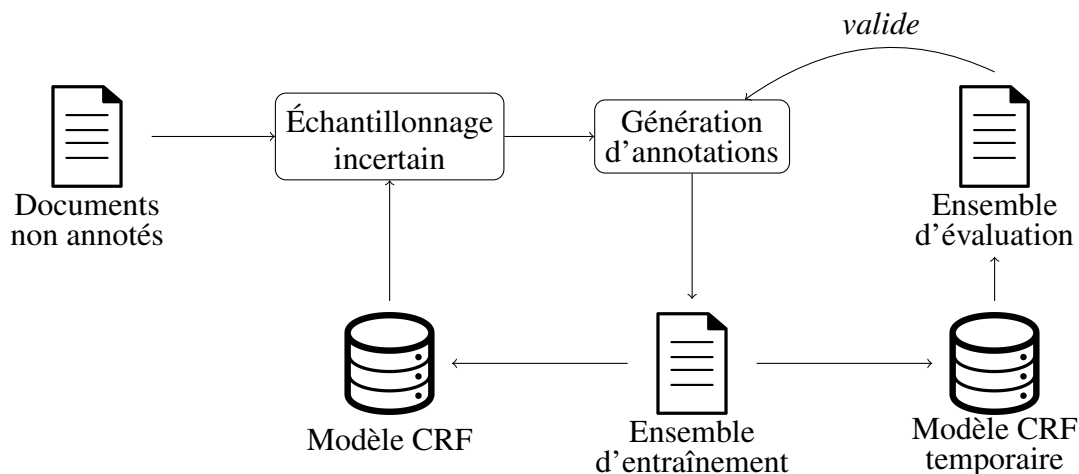 valide
Échantillonnage
incertain
Génération
d'annotations
Documents
non annotés
Ensemble
d'évaluation
Modèle CRF
Ensemble
d'entraînement
Modèle CRF
temporaire